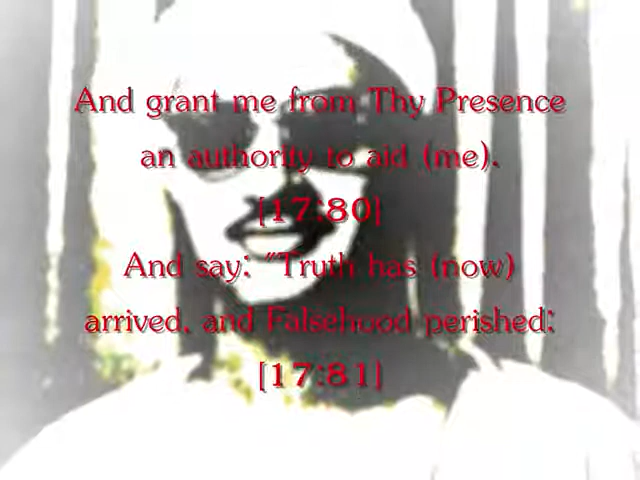 And grant me from Thy Presence
an authority to aid (me).
[17:80]
And say: "Truth has (now)
arrived, and Falsehood perished:
[17:81]